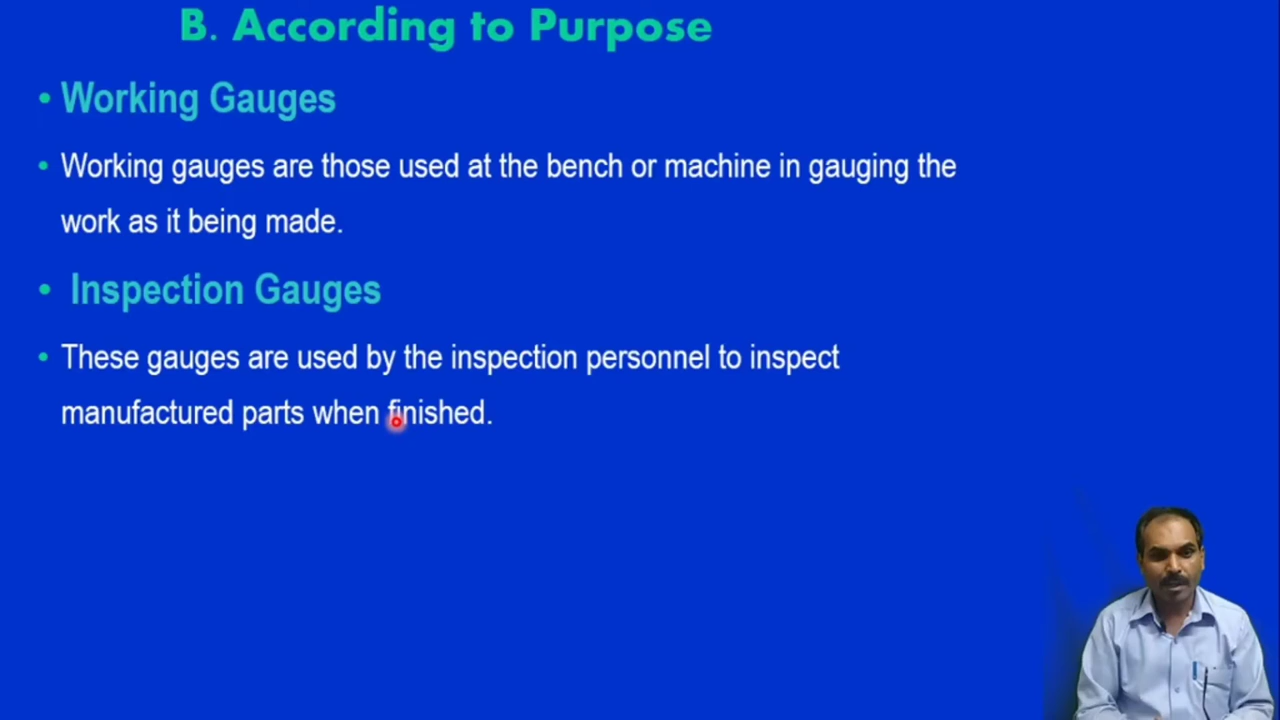 B. According to Purpose
• Working Gauges
• Working gauges are those used at the bench or machine in gauging the
work as it being made.
• Inspection Gauges
• These gauges are used by the inspection personnel to inspect
manufactured parts when finished.